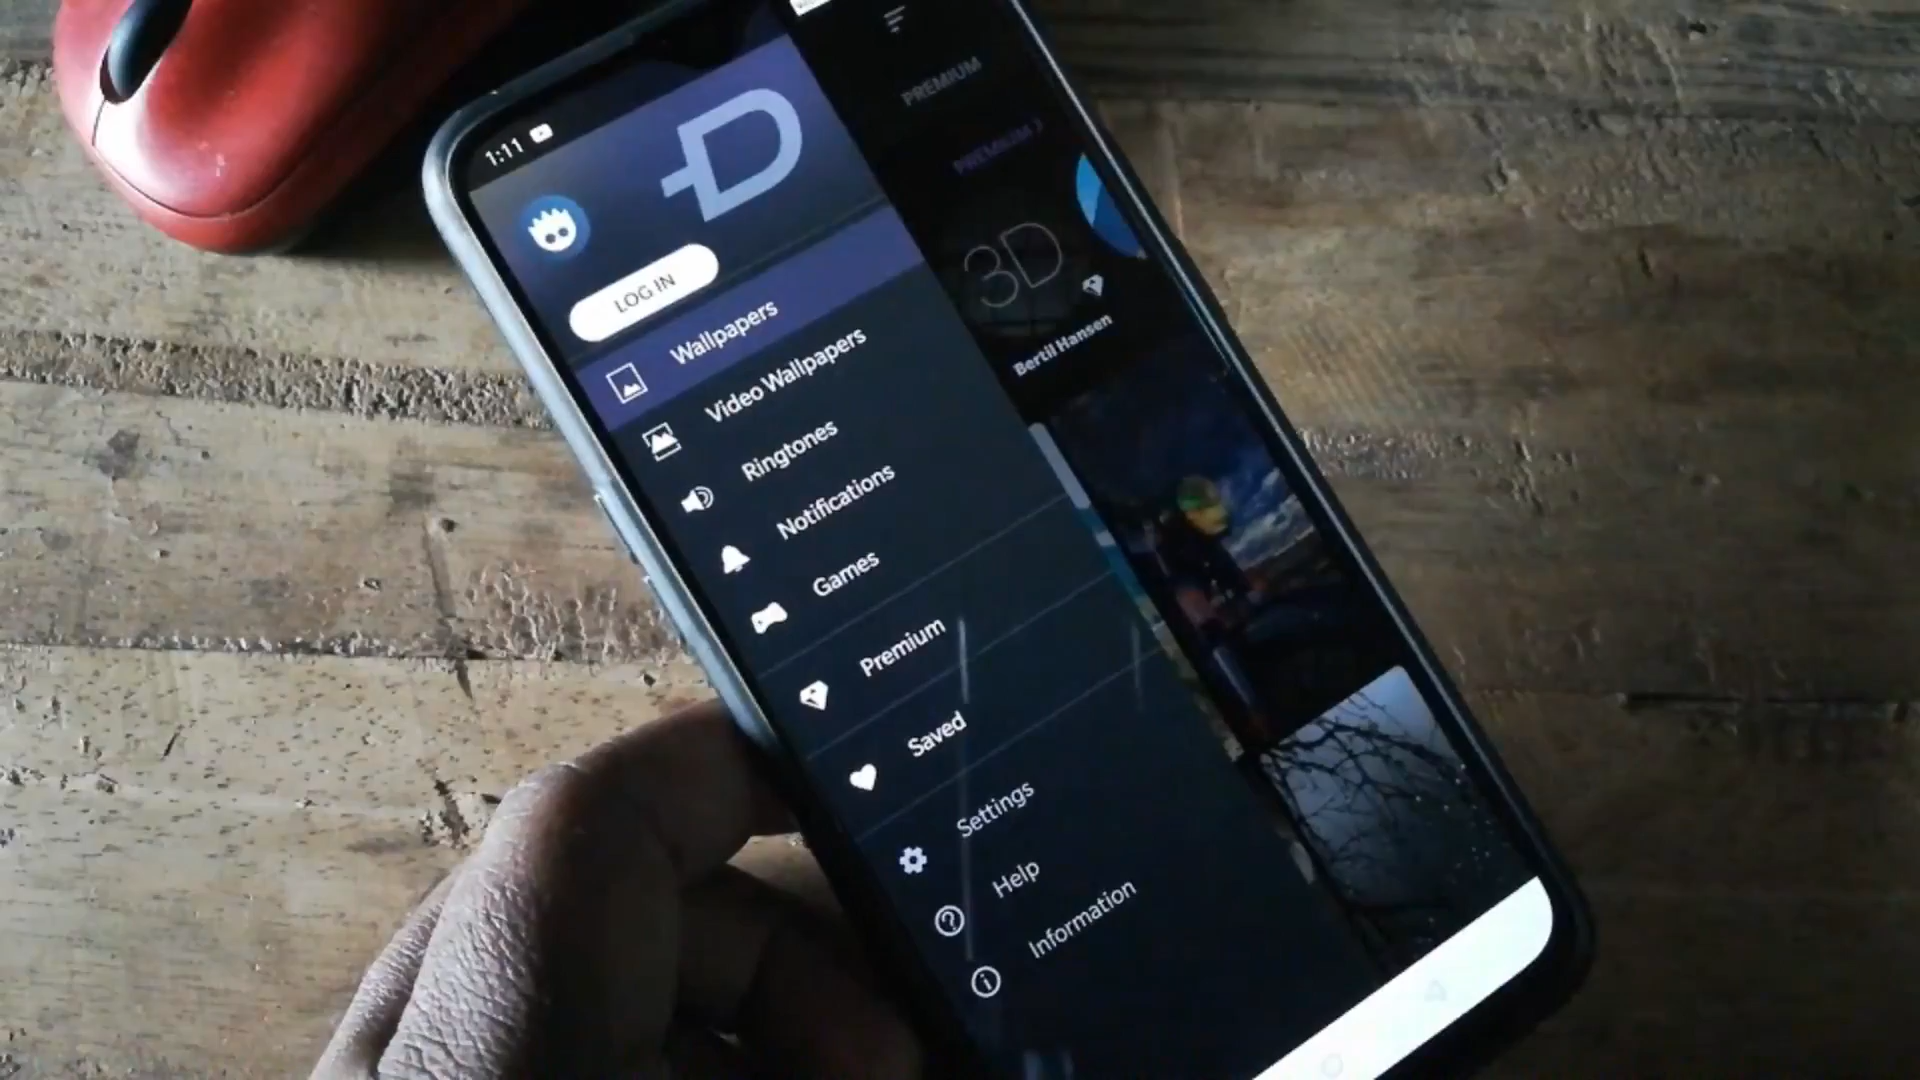 1:11
LOG IN
Wallpapers
Video Wallpapers
Ringtones
Notifications
Games
Premium
Saved
Settings
Help
Information
PREMIUM
PREMIUM
3D
Bertil Hansen